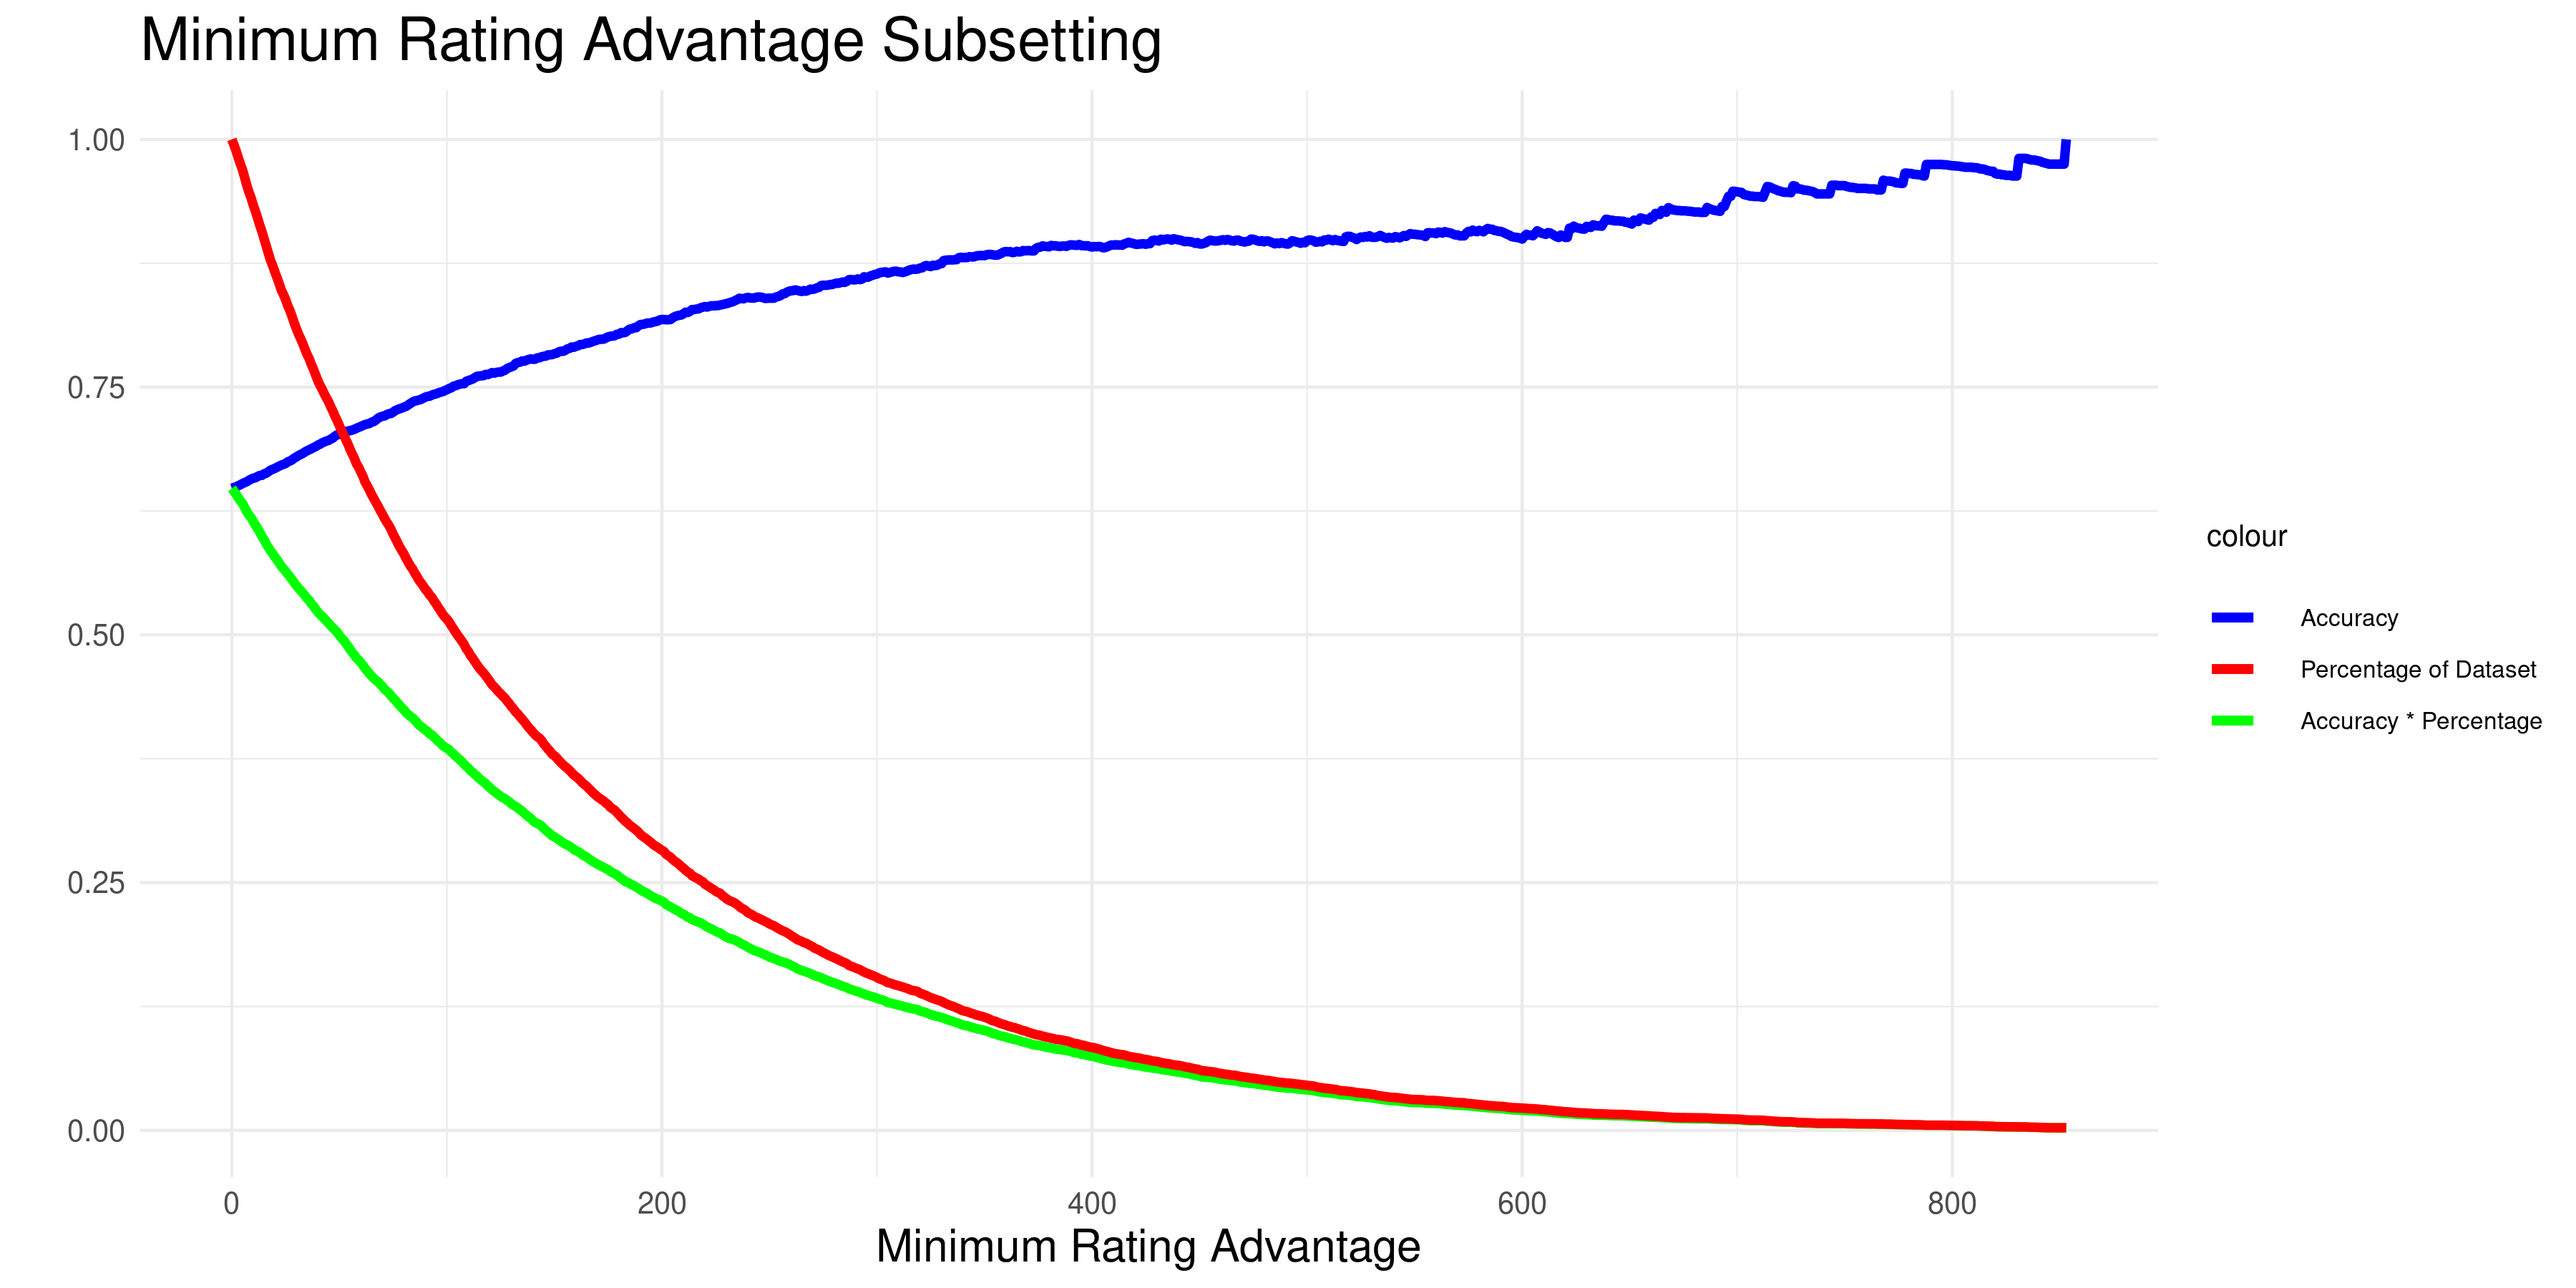 Minimum Rating Advantage Subsetting
1.00
0.75
0.50
0.25
0.00
0
200
400
600
800
Minimum Rating Advantage
colour
Accuracy
Percentage of Dataset
Accuracy * Percentage